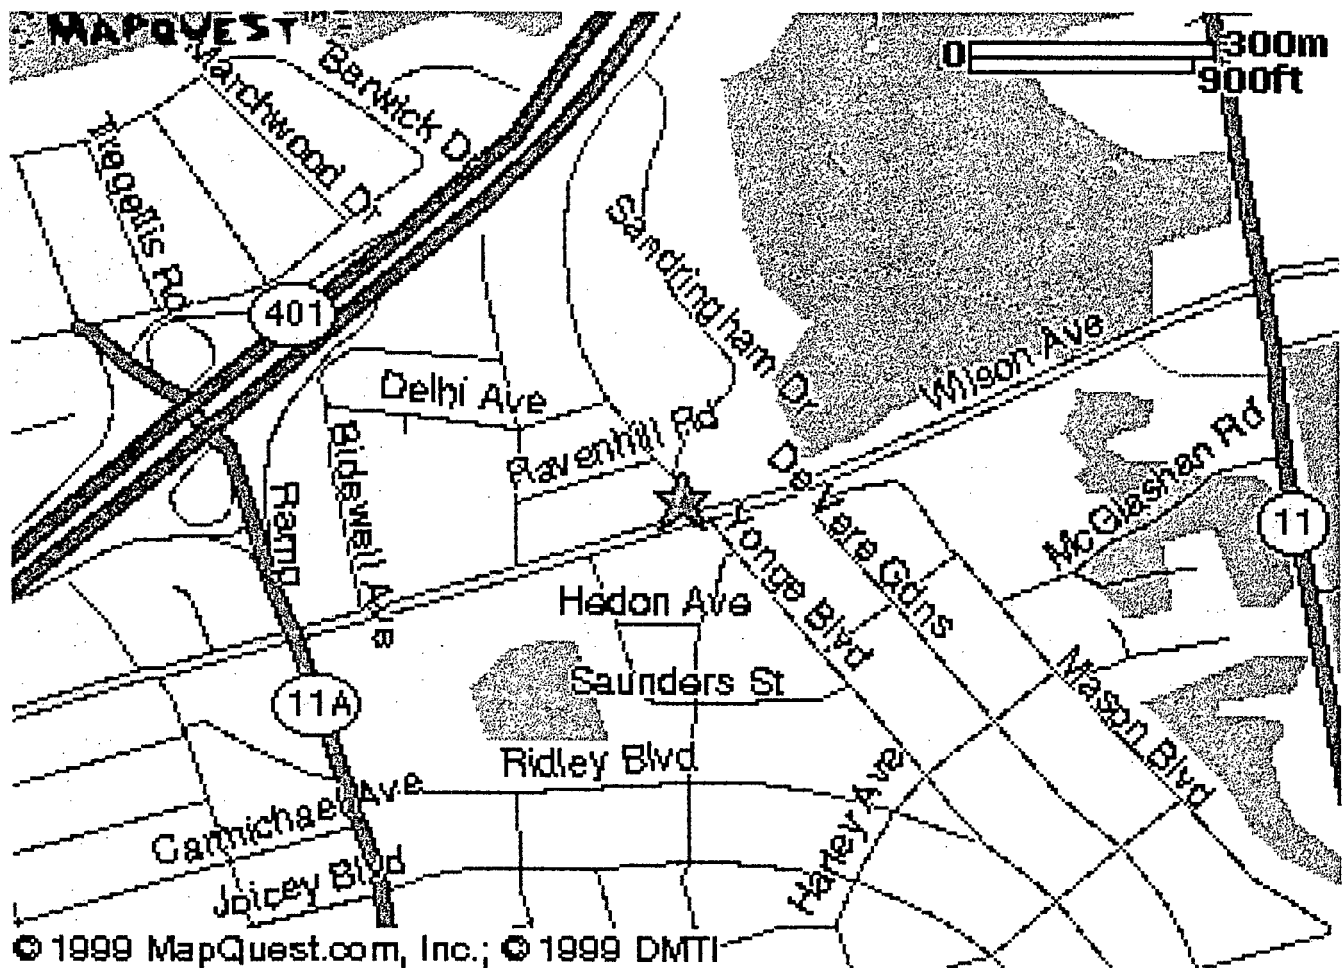 MAPQUEST
0 300m
900ft
Barwick Dr
Marchwood Dr
Tregellis Rd
401
Sandringham Dr
Wilson Ave
Delhi Ave
Ravenhill Rd
De Vere Gdns
McGlashan Rd
11
Bidewell Ave
Ramp
Yonge Blvd
Hedon Ave
Saunders St
Mason Blvd
11A
Ridley Blvd
Harley Ave
Carmichael Ave
Joicey Blvd
© 1999 MapQuest.com, Inc.; © 1999 DMTI